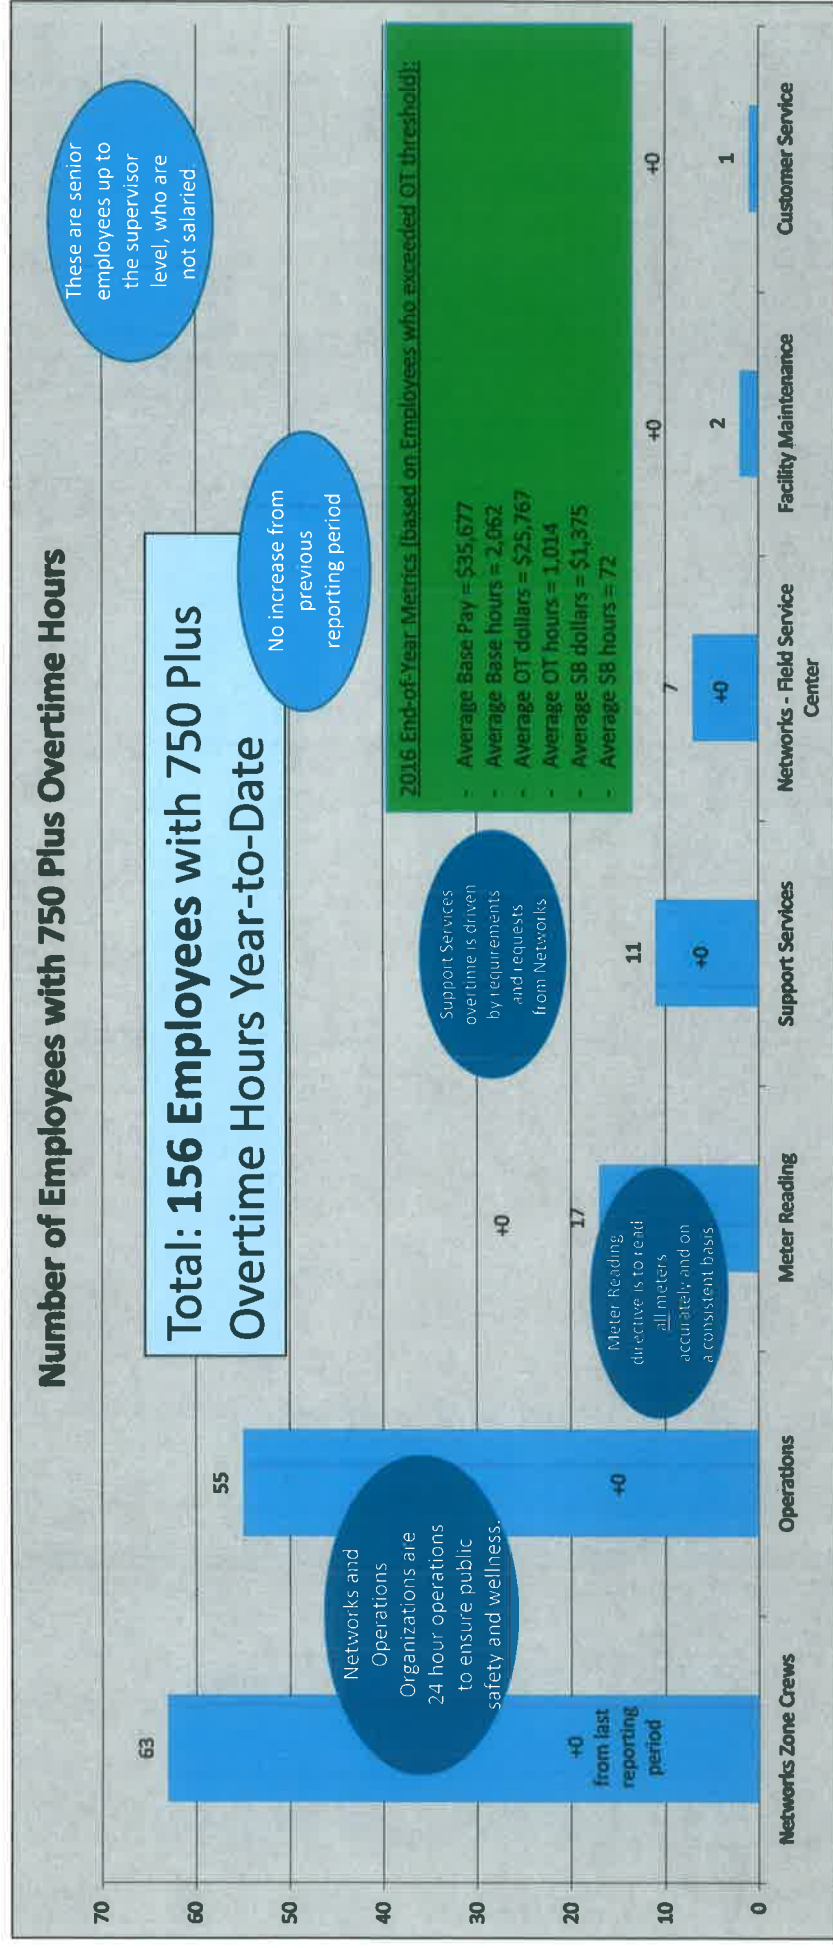 Number of Employees with 750 Plus Overtime Hours
Total: 156 Employees with 750 Plus
Overtime Hours Year-to-Date
These are senior
employees up to
the supervisor
level, who are
not salaried.
No increase from
previous
reporting period
2016 End-of-Year Metrics (based on Employees who exceeded OT threshold):
- Average Base Pay = $35,677
- Average Base hours = 2,062
- Average OT dollars = $25,767
- Average OT hours = 1,014
- Average SB dollars = $1,375
- Average SB hours = 72
Networks and
Operations
Organizations are
24 hour operations
to ensure public
safety and wellness.
Meter Reading
directive is to read
all meters
accurately and on
a consistent basis
Support Services
overtime is driven
by requirements
and requests
from Networks
70
60
50
40
30
20
10
0
63
+0
from last
reporting
period
55
+0
+0
17
11
+0
7
+0
+0
2
+0
1
Networks Zone Crews
Operations
Meter Reading
Support Services
Networks - Field Service
Center
Facility Maintenance
Customer Service